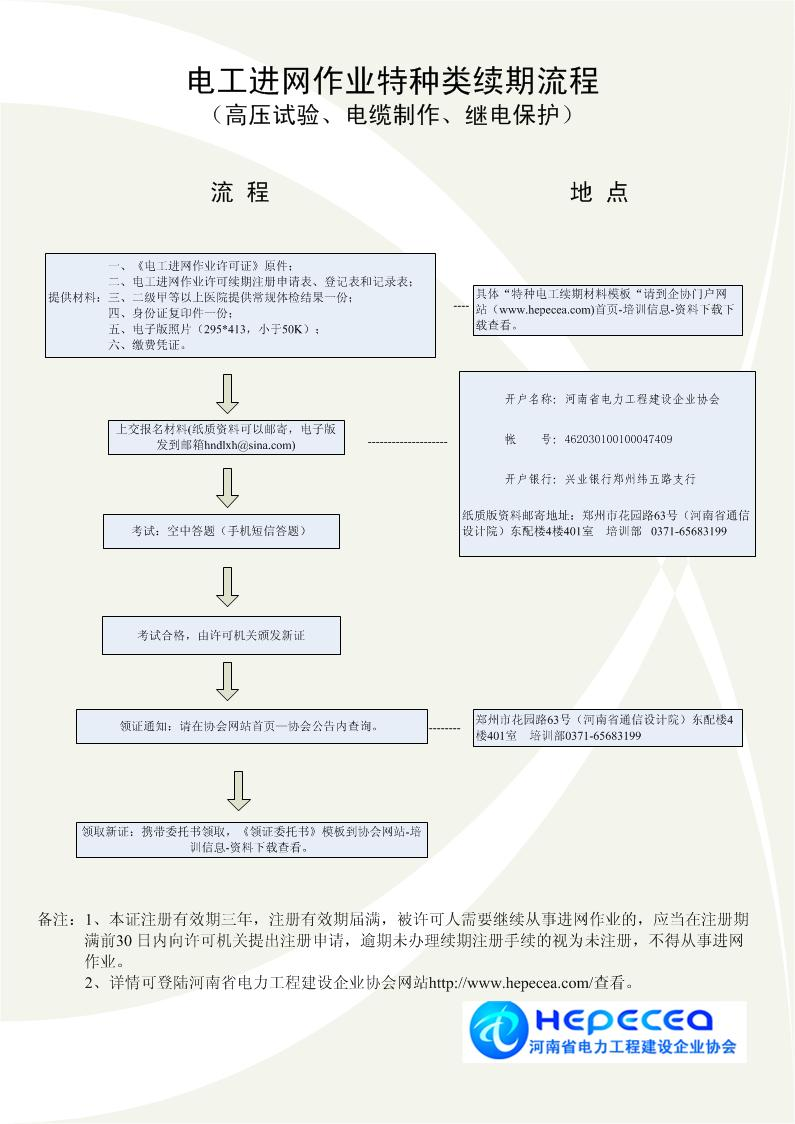 电工进网作业特种类续期流程
（高压试验、电缆制作、继电保护）
流 程
地 点
一、《电工进网作业许可证》原件；
二、电工进网作业许可续期注册申请表、登记表和记录表；
提供材料：三、二级甲等以上医院提供常规体检结果一份；
四、身份证复印件一份；
五、电子版照片（295*413，小于50K）；
六、缴费凭证。
具体“特种电工续期材料模板“请到企协门户网
站（www.hepecea.com)首页-培训信息-资料下载下
载查看。
上交报名材料(纸质资料可以邮寄，电子版
发到邮箱hndlxh@sina.com)
开户名称：河南省电力工程建设企业协会
帐 号：462030100100047409
开户银行：兴业银行郑州纬五路支行
纸质版资料邮寄地址：郑州市花园路63号（河南省通信
设计院）东配楼4楼401室 培训部 0371-65683199
考试：空中答题（手机短信答题）
考试合格，由许可机关颁发新证
领证通知：请在协会网站首页—协会公告内查询。
郑州市花园路63号（河南省通信设计院）东配楼4
楼401室 培训部0371-65683199
领取新证：携带委托书领取，《领证委托书》模板到协会网站-培
训信息-资料下载查看。
备注：1、本证注册有效期三年，注册有效期届满，被许可人需要继续从事进网作业的，应当在注册期
满前30 日内向许可机关提出注册申请，逾期未办理续期注册手续的视为未注册，不得从事进网
作业。
2、详情可登陆河南省电力工程建设企业协会网站http://www.hepecea.com/查看。
HEPECEA
河南省电力工程建设企业协会